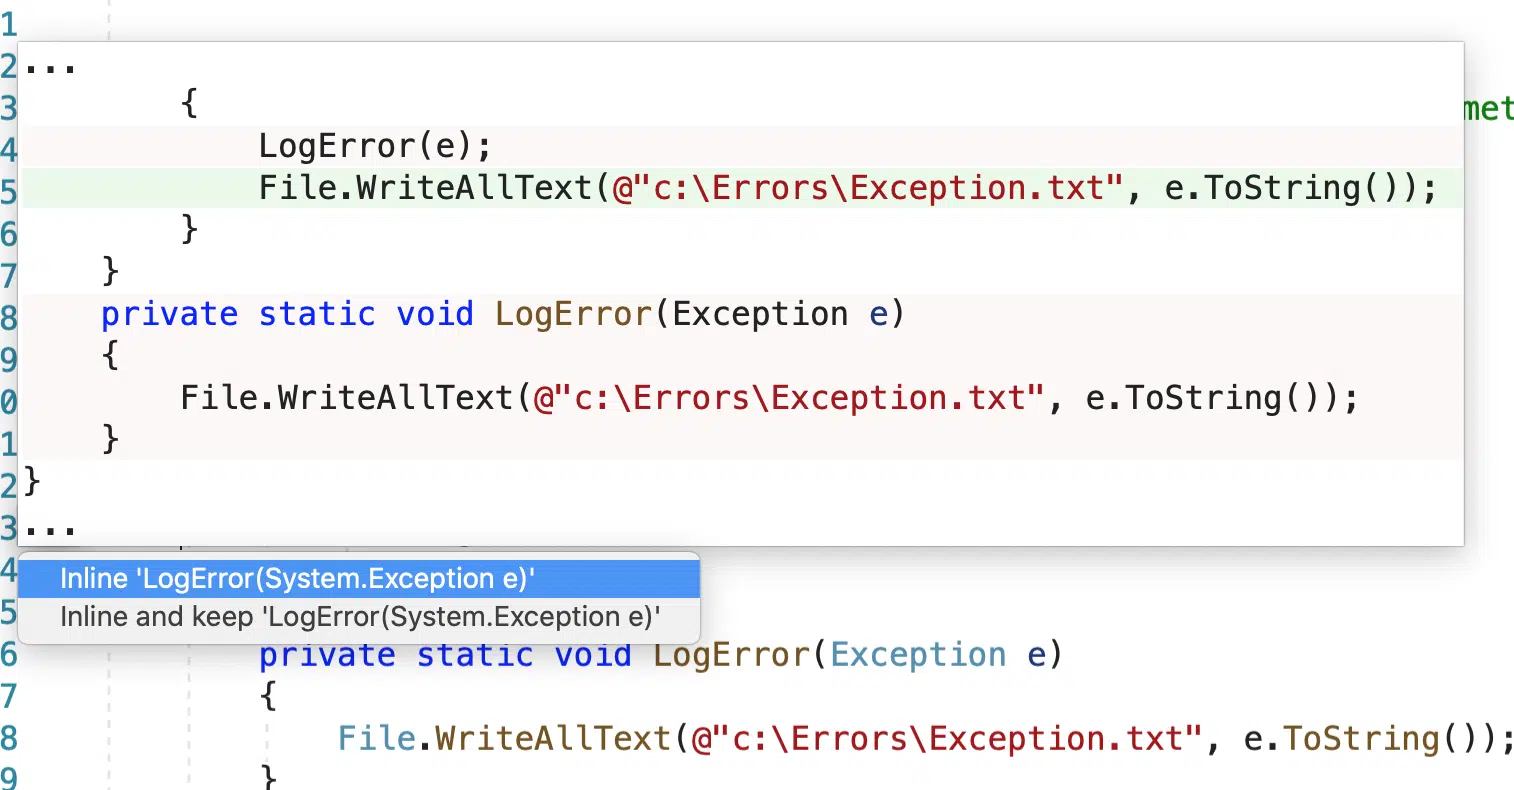 1
2 ...
3 { met
4 LogError(e);
5 File.WriteAllText(@"c:\Errors\Exception.txt", e.ToString());
6 }
7 }
8 private static void LogError(Exception e)
9 {
0 File.WriteAllText(@"c:\Errors\Exception.txt", e.ToString());
1 }
2 }
3 ...
4 Inline 'LogError(System.Exception e)'
5 Inline and keep 'LogError(System.Exception e)'
6 private static void LogError(Exception e)
7 {
8 File.WriteAllText(@"c:\Errors\Exception.txt", e.ToString());
9 }